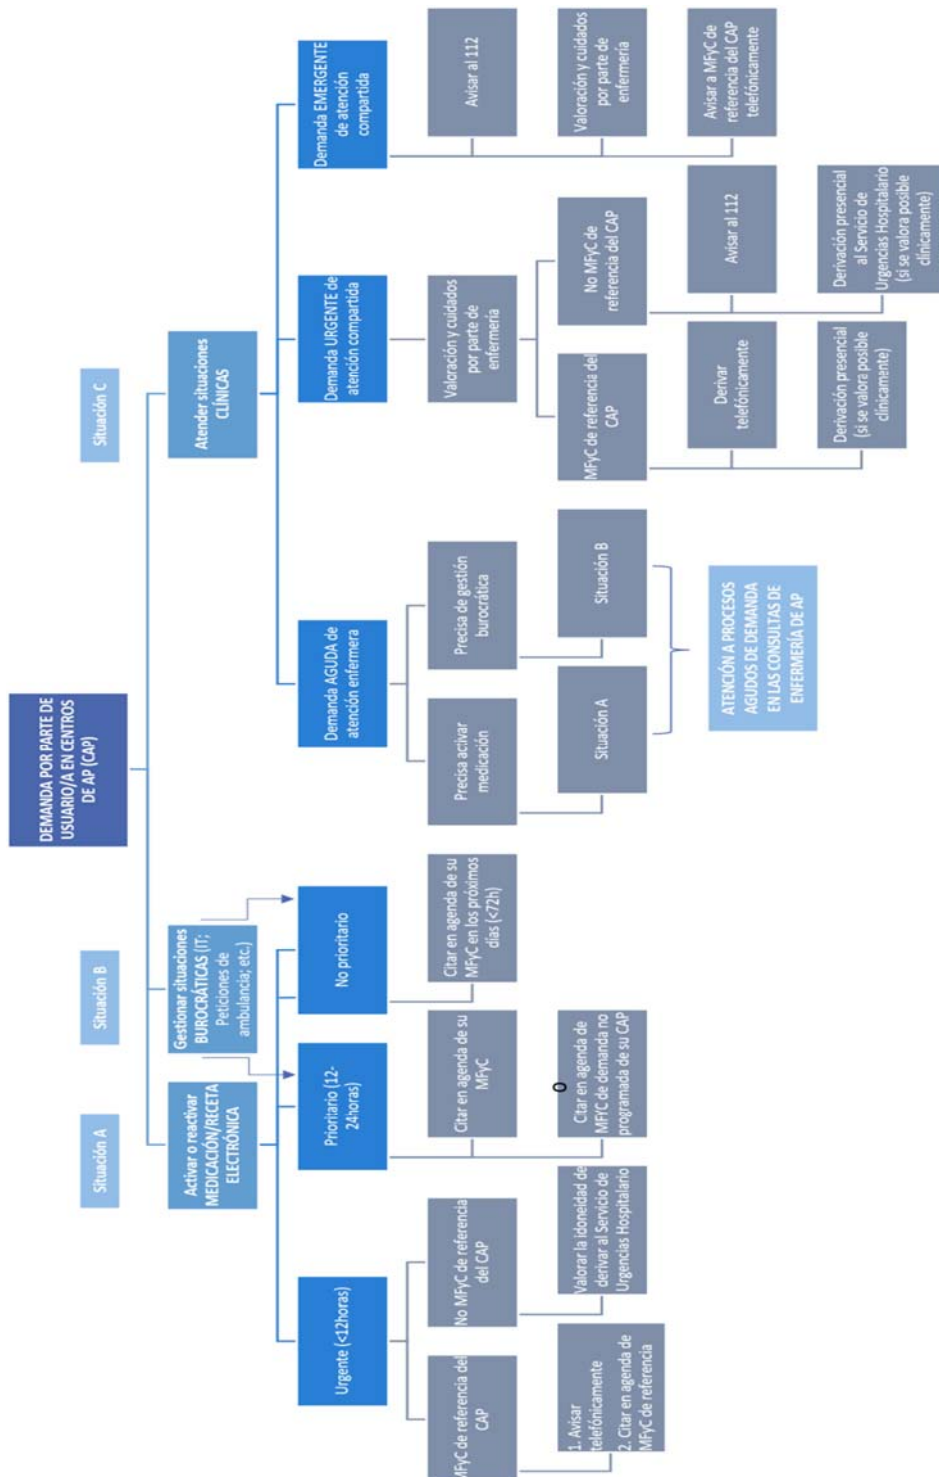 DEMANDA POR PARTE DE
USUARIO/A EN CENTROS
DE AP (CAP)
Situación A
Situación B
Situación C
Activar o reactivar
MEDICACIÓN/RECETA
ELECTRÓNICA
Gestionar situaciones
BUROCRÁTICAS (IT;
Peticiones de
ambulancia; etc.)
Atender situaciones
CLÍNICAS
Urgente (<12horas)
Prioritario (12-
24horas)
No prioritario
Demanda AGUDA de
atención enfermera
Demanda URGENTE de
atención compartida
Demanda EMERGENTE
de atención
compartida
MFyC de referencia del
CAP
No MFyC de referencia
del CAP
Citar en agenda de su
MFyC
Citar en agenda de su
MFyC en los próximos
días (<72h)
Precisa activar
medicación
Precisa de gestión
burocrática
Valoración y cuidados
por parte de
enfermería
Avisar al 112
1. Avisar
telefónicamente
2. Citar en agenda de
MFyC de referencia
Valorar la idoneidad de
derivar al Servicio de
Urgencias Hospitalario
o
Citar en agenda de
MFYC de demanda no
programada de su CAP
Situación A
Situación B
MFyC de referencia del
CAP
No MFyC de
referencia del CAP
Valoración y cuidados
por parte de
enfermería
Derivar
telefónicamente
Avisar al 112
Avisar a MFyC de
referencia del CAP
telefónicamente
ATENCIÓN A PROCESOS
AGUDOS DE DEMANDA
EN LAS CONSULTAS DE
ENFERMERÍA DE AP
Derivación presencial
(si se valora posible
clínicamente)
Derivación presencial
al Servicio de
Urgencias Hospitalario
(si se valora posible
clínicamente)